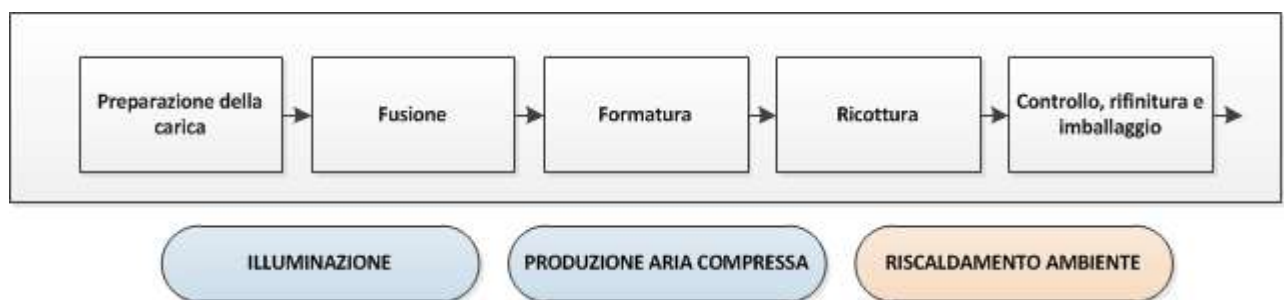 Preparazione della
carica
Fusione
Formatura
Ricottura
Controllo, rifinitura e
imballaggio
ILLUMINAZIONE
PRODUZIONE ARIA COMPRESSA
RISCALDAMENTO AMBIENTE